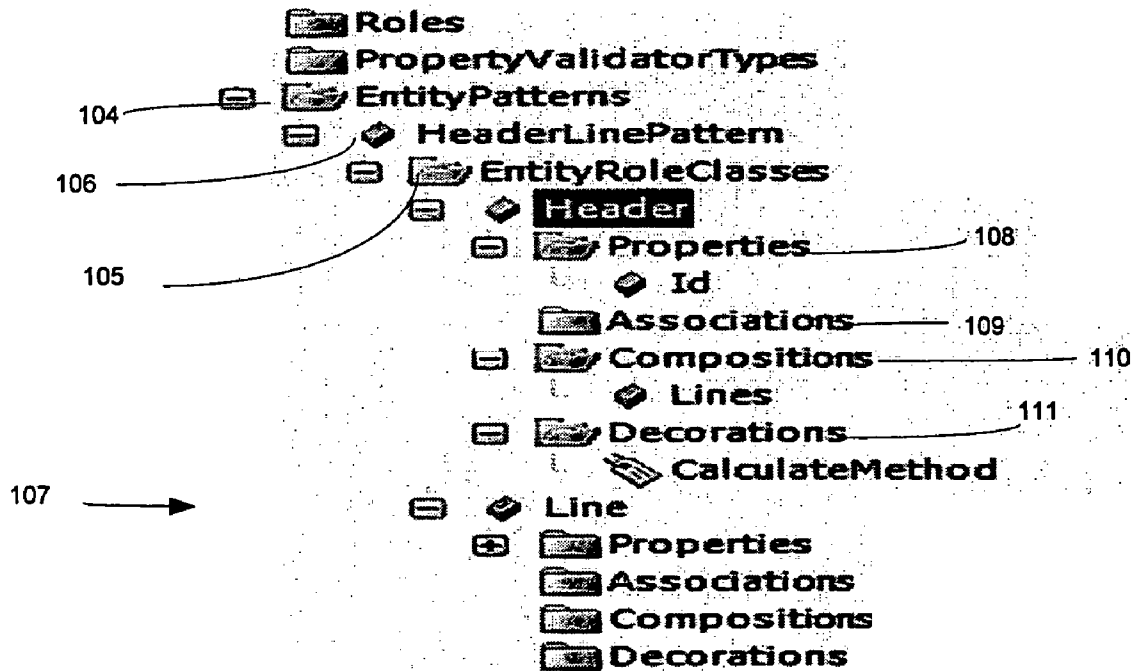 Roles
PropertyValidatorTypes
104 EntityPatterns
HeaderLinePattern
106
EntityRoleClasses
Header
105
Properties 108
Id
Associations 109
Compositions 110
Lines
111
Decorations
CalculateMethod
107
Line
Properties
Associations
Compositions
Decorations